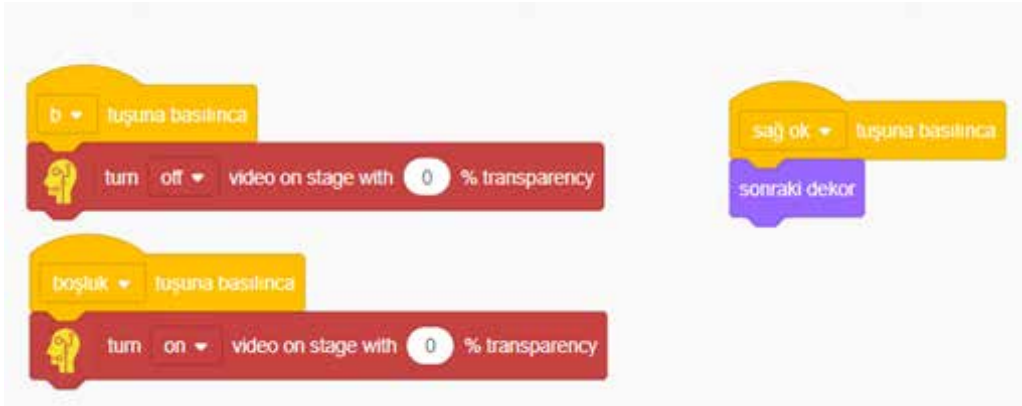 b tuşuna basılınca
turn off video on stage with 0 % transparency
boşluk tuşuna basılınca
turn on video on stage with 0 % transparency
sağ ok tuşuna basılınca
sonraki dekor